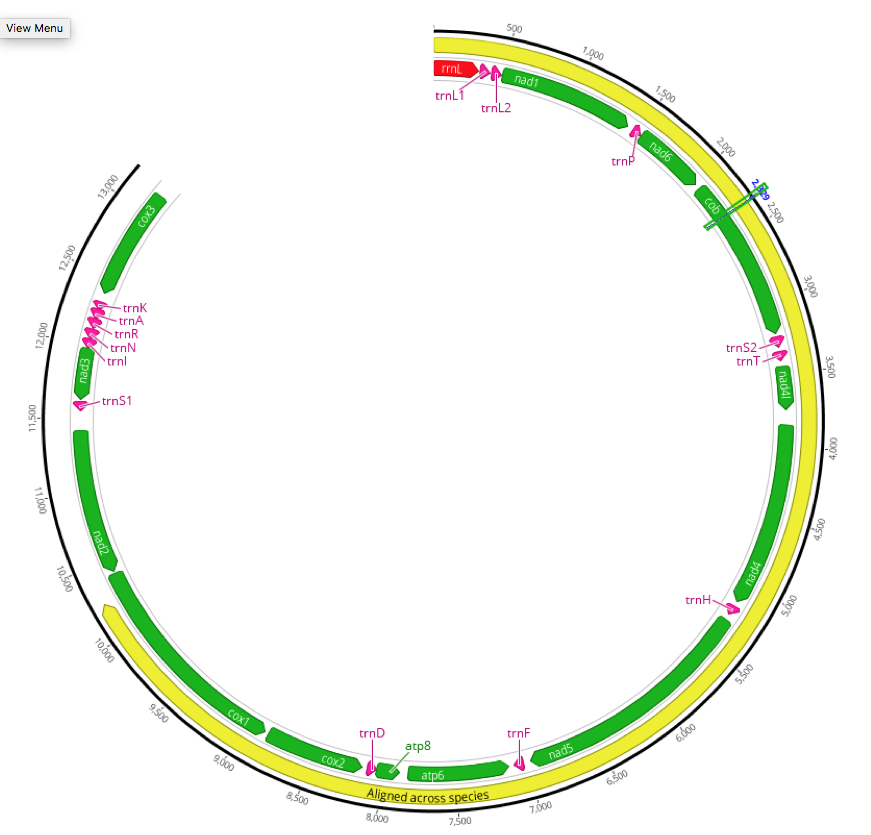 View Menu
500
1,000
1,500
2,000
2,500
3,000
3,500
4,000
4,500
5,000
5,500
6,000
6,500
7,000
7,500
8,000
8,500
9,000
9,500
10,000
10,500
11,000
11,500
12,000
12,500
13,000
rrnL
trnL1
trnL2
nad1
trnP
nad6
cob
trnS2
trnT
nad4l
nad4
trnH
nad5
trnF
atp6
atp8
trnD
cox2
cox1
nad2
trnS1
nad3
trnI
trnN
trnR
trnA
trnK
cox3
Aligned across species